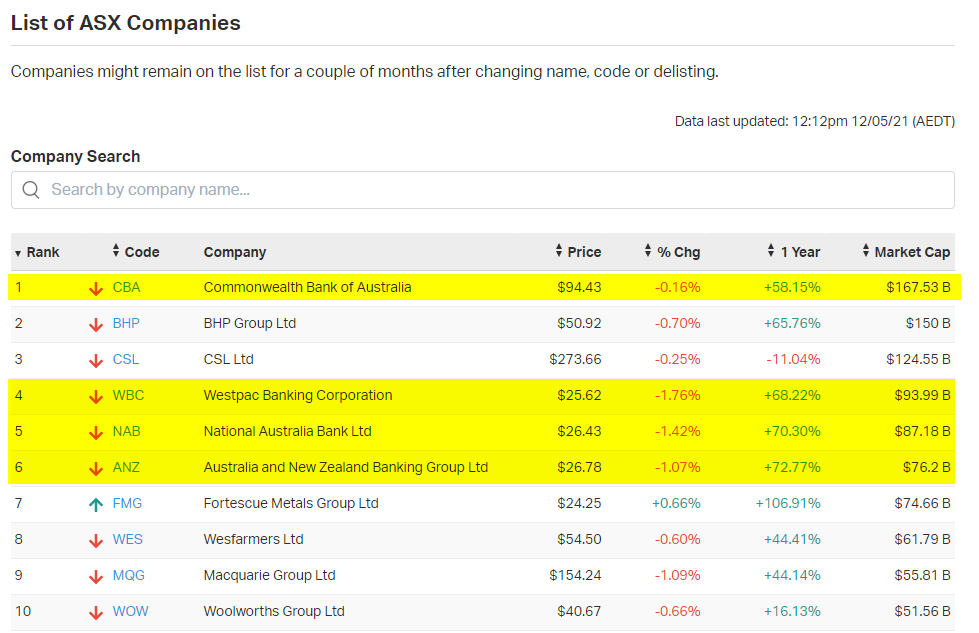 List of ASX Companies
Companies might remain on the list for a couple of months after changing name, code or delisting.
Data last updated: 12:12pm 12/05/21 (AEDT)
Company Search
Search by company name...
Rank Code Company Price % Chg 1 Year Market Cap
1 CBA Commonwealth Bank of Australia $94.43 -0.16% +58.15% $167.53 B
2 BHP BHP Group Ltd $50.92 -0.70% +65.76% $150 B
3 CSL CSL Ltd $273.66 -0.25% -11.04% $124.55 B
4 WBC Westpac Banking Corporation $25.62 -1.76% +68.22% $93.99 B
5 NAB National Australia Bank Ltd $26.43 -1.42% +70.30% $87.18 B
6 ANZ Australia and New Zealand Banking Group Ltd $26.78 -1.07% +72.77% $76.2 B
7 FMG Fortescue Metals Group Ltd $24.25 +0.66% +106.91% $74.66 B
8 WES Wesfarmers Ltd $54.50 -0.60% +44.41% $61.79 B
9 MQG Macquarie Group Ltd $154.24 -1.09% +44.14% $55.81 B
10 WOW Woolworths Group Ltd $40.67 -0.66% +16.13% $51.56 B